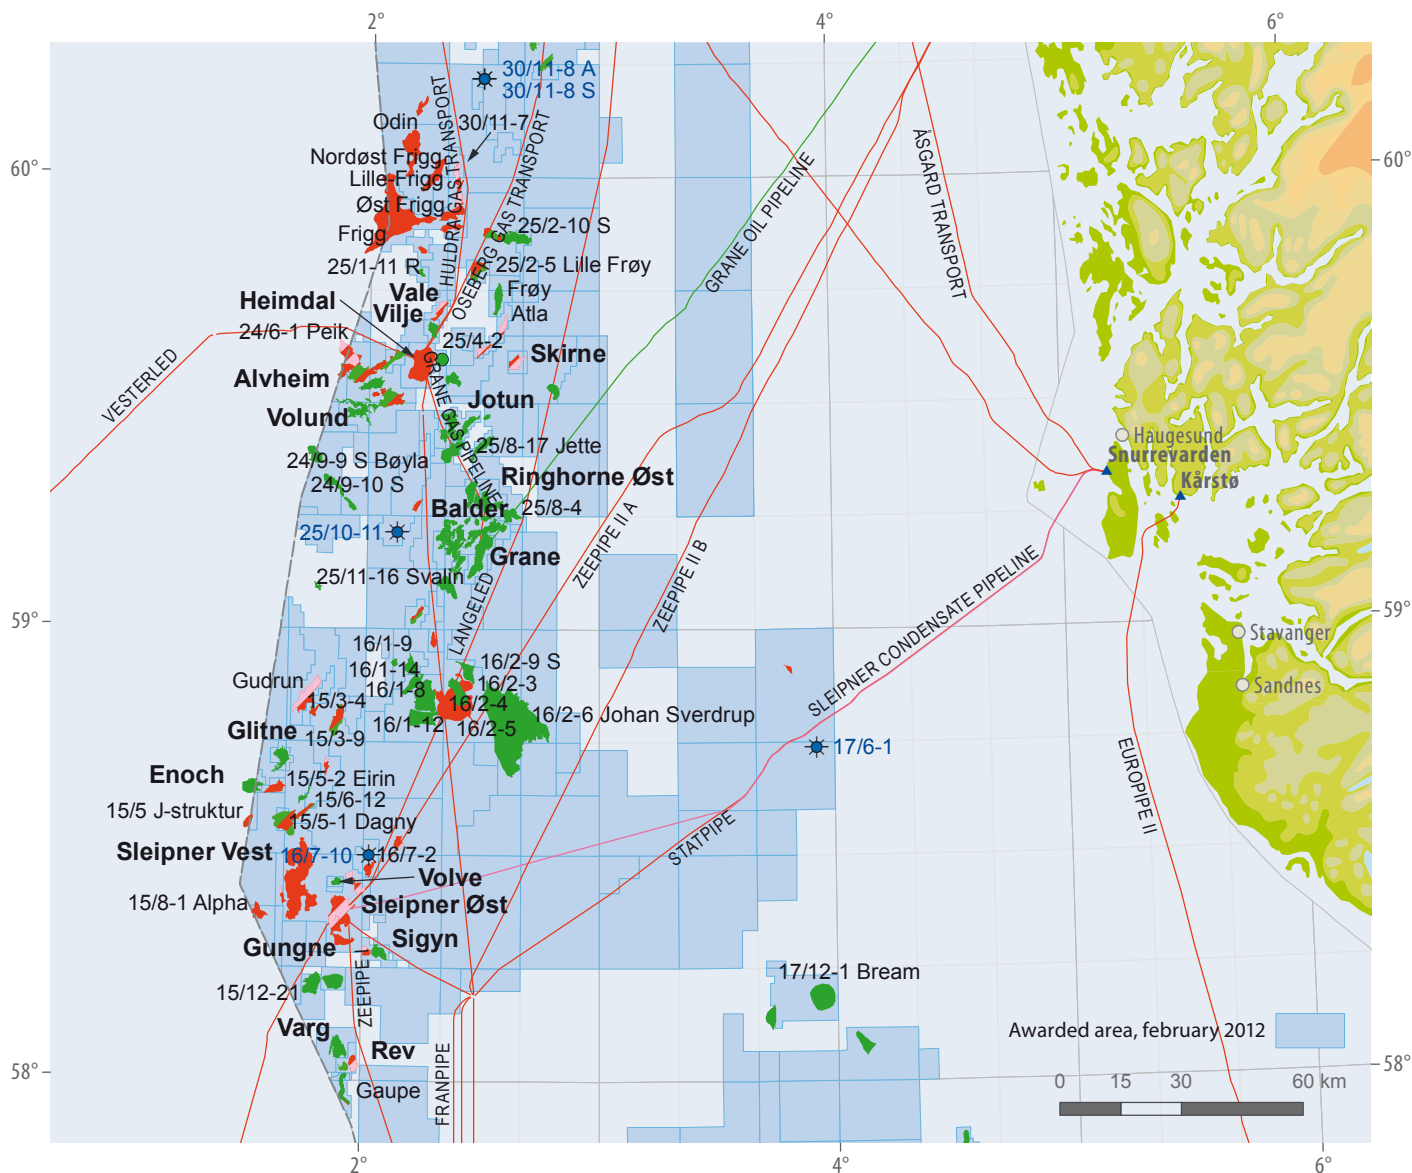 2°
4°
6°
30/11-8 A
30/11-8 S
Odin
30/11-7
HULDRA GAS TRANSPORT
OSEBERG GAS TRANSPORT
ÅSGARD TRANSPORT
GRANE OIL PIPELINE
60°
60°
Nordøst Frigg
Lille-Frigg
Øst Frigg
Frigg
25/2-10 S
25/1-11 R
25/2-5 Lille Frøy
Vale
Frøy
Heimdal
Vilje
Atla
24/6-1 Peik
25/4-2
Skirne
VESTERLED
Alvheim
GRANE GAS PIPELINE
Jotun
Volund
Haugesund
25/8-17 Jette
Snurrevarden
24/9-9 S Bøyla
Ringhorne Øst
Kårstø
24/9-10 S
Balder
25/8-4
25/10-11
Grane
ZEEPIPE II A
ZEEPIPE II B
25/11-16 Svalin
LANGELED
SLEIPNER CONDENSATE PIPELINE
59°
59°
Stavanger
16/1-9
16/2-9 S
16/1-14
Gudrun
16/1-8
16/2-3
Sandnes
15/3-4
16/2-4
16/1-12
16/2-5
16/2-6 Johan Sverdrup
Glitne
15/3-9
17/6-1
Enoch
15/5-2 Eirin
15/6-12
EUROPIPE II
15/5 J-struktur
15/5-1 Dagny
STATPIPE
Sleipner Vest
16/7-10
16/7-2
Volve
15/8-1 Alpha
Sleipner Øst
Gungne
Sigyn
17/12-1 Bream
15/12-21
ZEEPIPE I
Varg
Awarded area, february 2012
Rev
FRANPIPE
58°
58°
Gaupe
0
15
30
60 km
2°
4°
6°